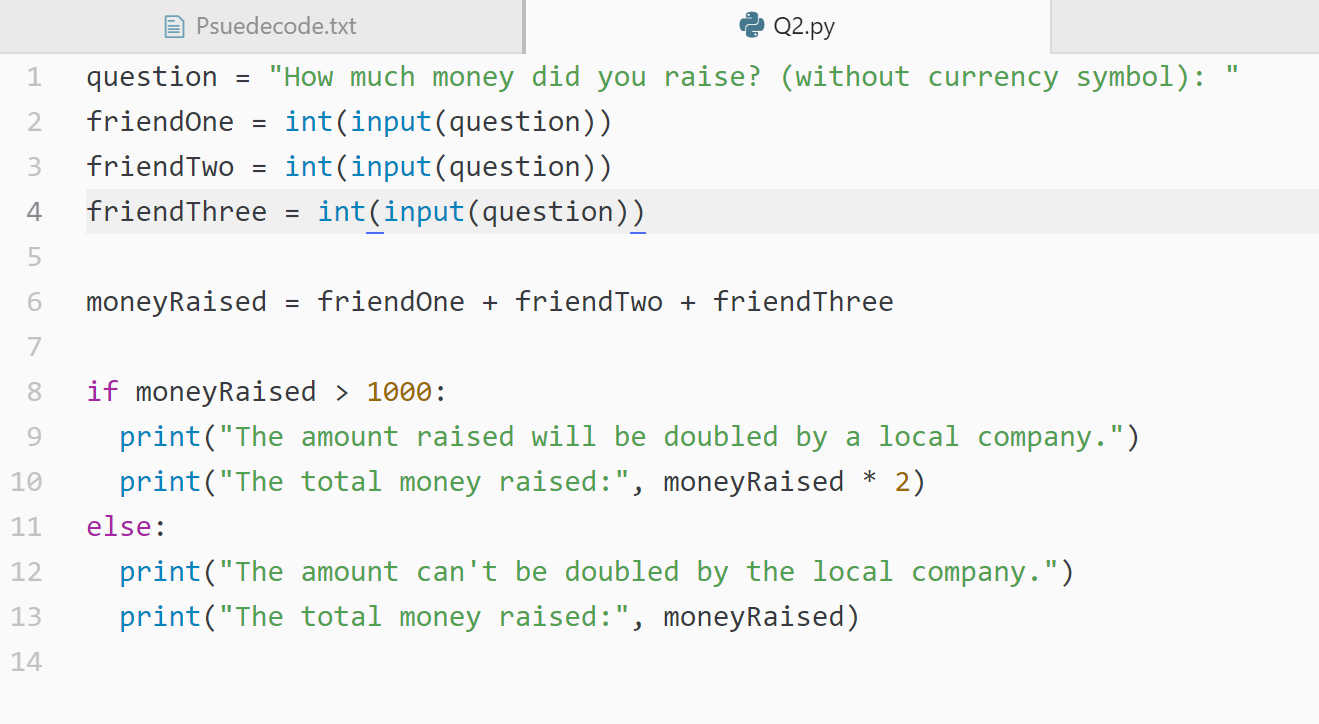 Psuedecode.txt
Q2.py
1 question = "How much money did you raise? (without currency symbol): "
2 friendOne = int(input(question))
3 friendTwo = int(input(question))
4 friendThree = int(input(question))
5
6 moneyRaised = friendOne + friendTwo + friendThree
7
8 if moneyRaised > 1000:
9   print("The amount raised will be doubled by a local company.")
10   print("The total money raised:", moneyRaised * 2)
11 else:
12   print("The amount can't be doubled by the local company.")
13   print("The total money raised:", moneyRaised)
14